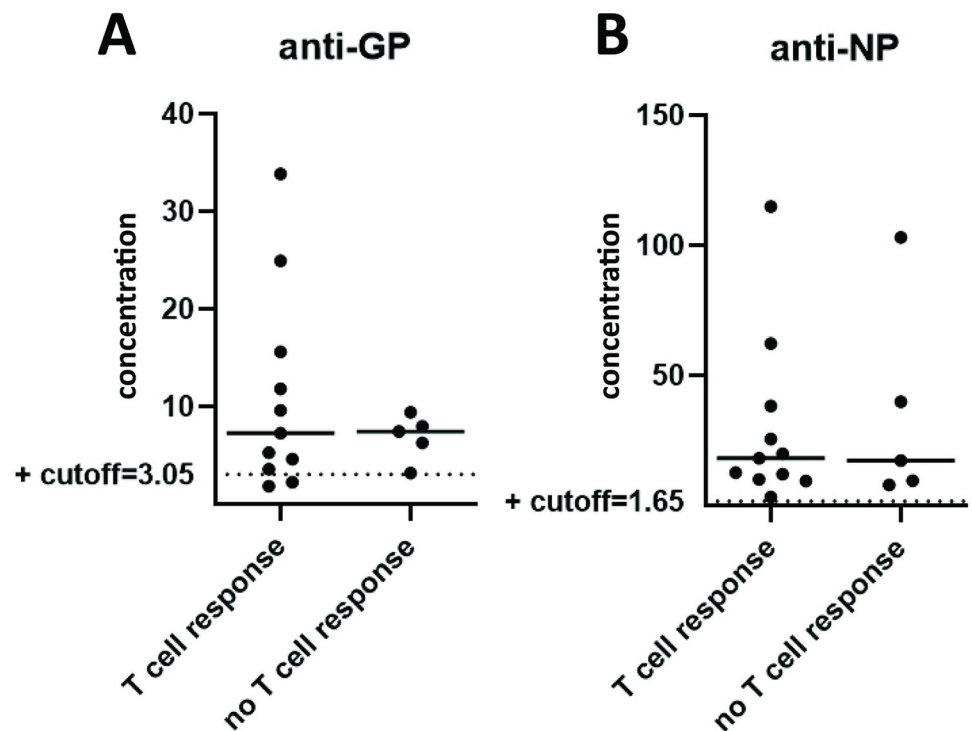 A
anti-GP
40
30
20
10
concentration
+ cutoff=3.05
T cell response
no T cell response
B
anti-NP
150
100
50
concentration
+ cutoff=1.65
T cell response
no T cell response